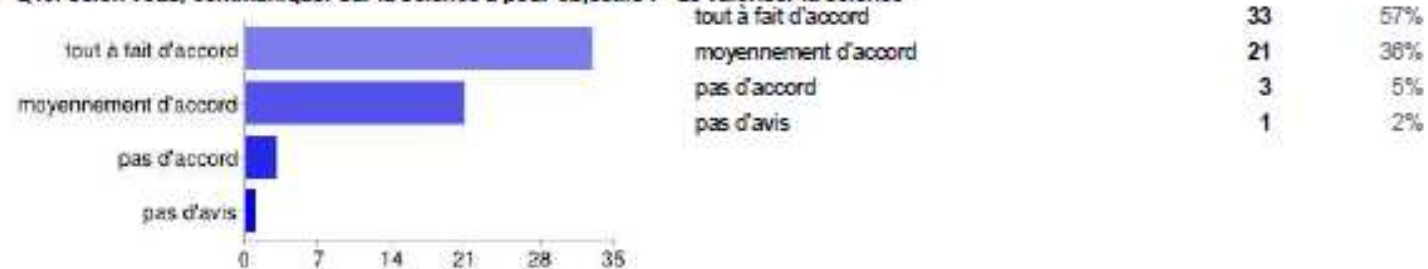 tout à fait d'accord
moyennement d'accord
pas d'accord
pas d'avis
0 7 14 21 28 35
tout à fait d'accord 33 57%
moyennement d'accord 21 36%
pas d'accord 3 5%
pas d'avis 1 2%